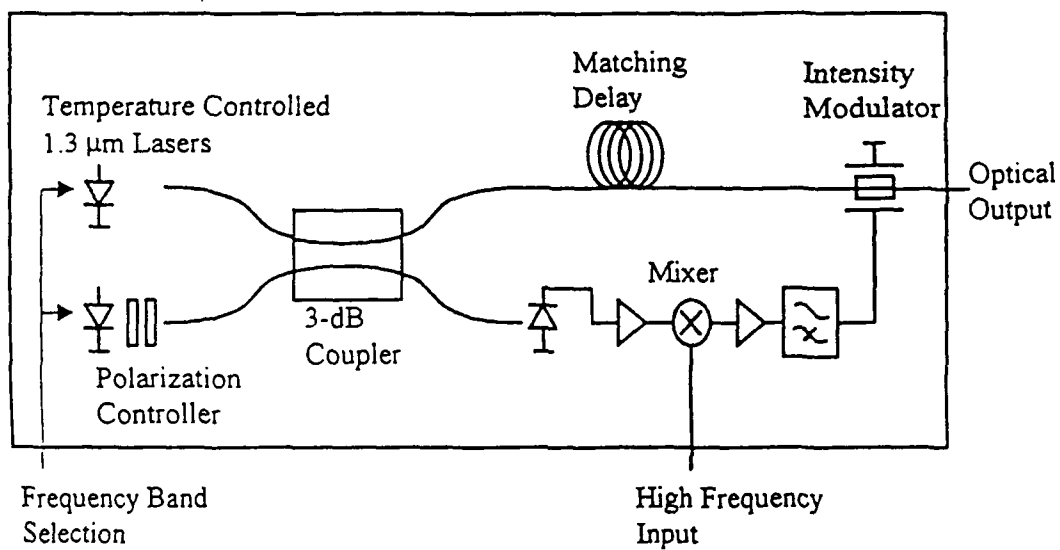 Matching
Delay
Intensity
Modulator
Temperature Controlled
1.3 µm Lasers
Optical
Output
Mixer
3-dB
Coupler
Polarization
Controller
Frequency Band
Selection
High Frequency
Input